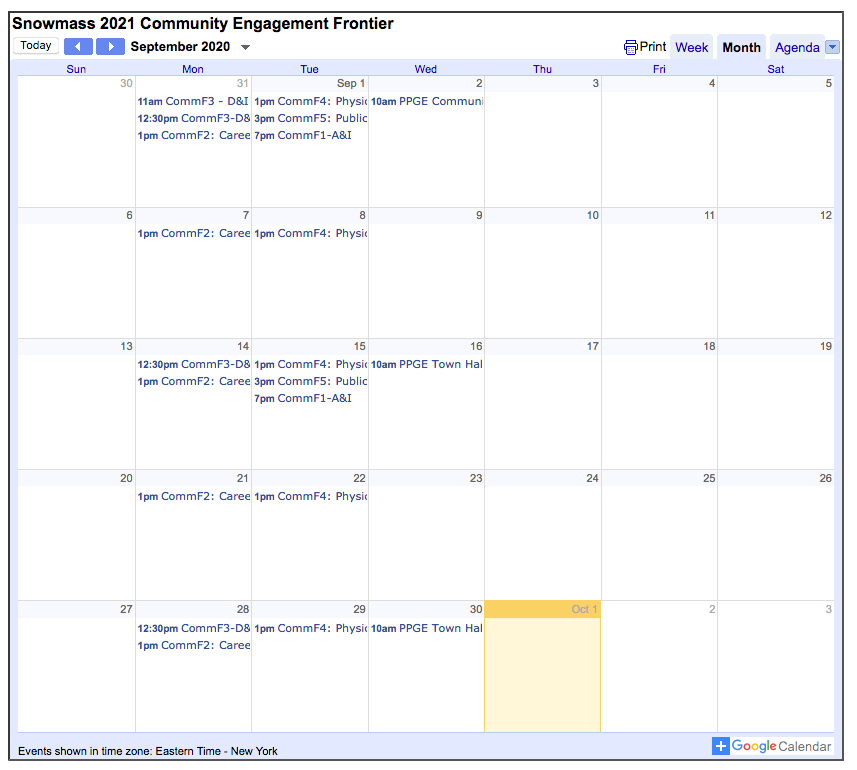 Snowmass 2021 Community Engagement Frontier
Today September 2020 Print Week Month Agenda
Sun Mon Tue Wed Thu Fri Sat
30 31 Sep 1 2 3 4 5
11am CommF3 - D&I 1pm CommF4: Physic 10am PPGE Communi
12:30pm CommF3-D& 3pm CommF5: Public
1pm CommF2: Caree 7pm CommF1-A&I
6 7 8 9 10 11 12
1pm CommF2: Caree 1pm CommF4: Physic
13 14 15 16 17 18 19
12:30pm CommF3-D& 1pm CommF4: Physic 10am PPGE Town Hal
1pm CommF2: Caree 3pm CommF5: Public
7pm CommF1-A&I
20 21 22 23 24 25 26
1pm CommF2: Caree 1pm CommF4: Physic
27 28 29 30 Oct 1 2 3
12:30pm CommF3-D& 1pm CommF4: Physic 10am PPGE Town Hal
1pm CommF2: Caree
Events shown in time zone: Eastern Time - New York
Google Calendar